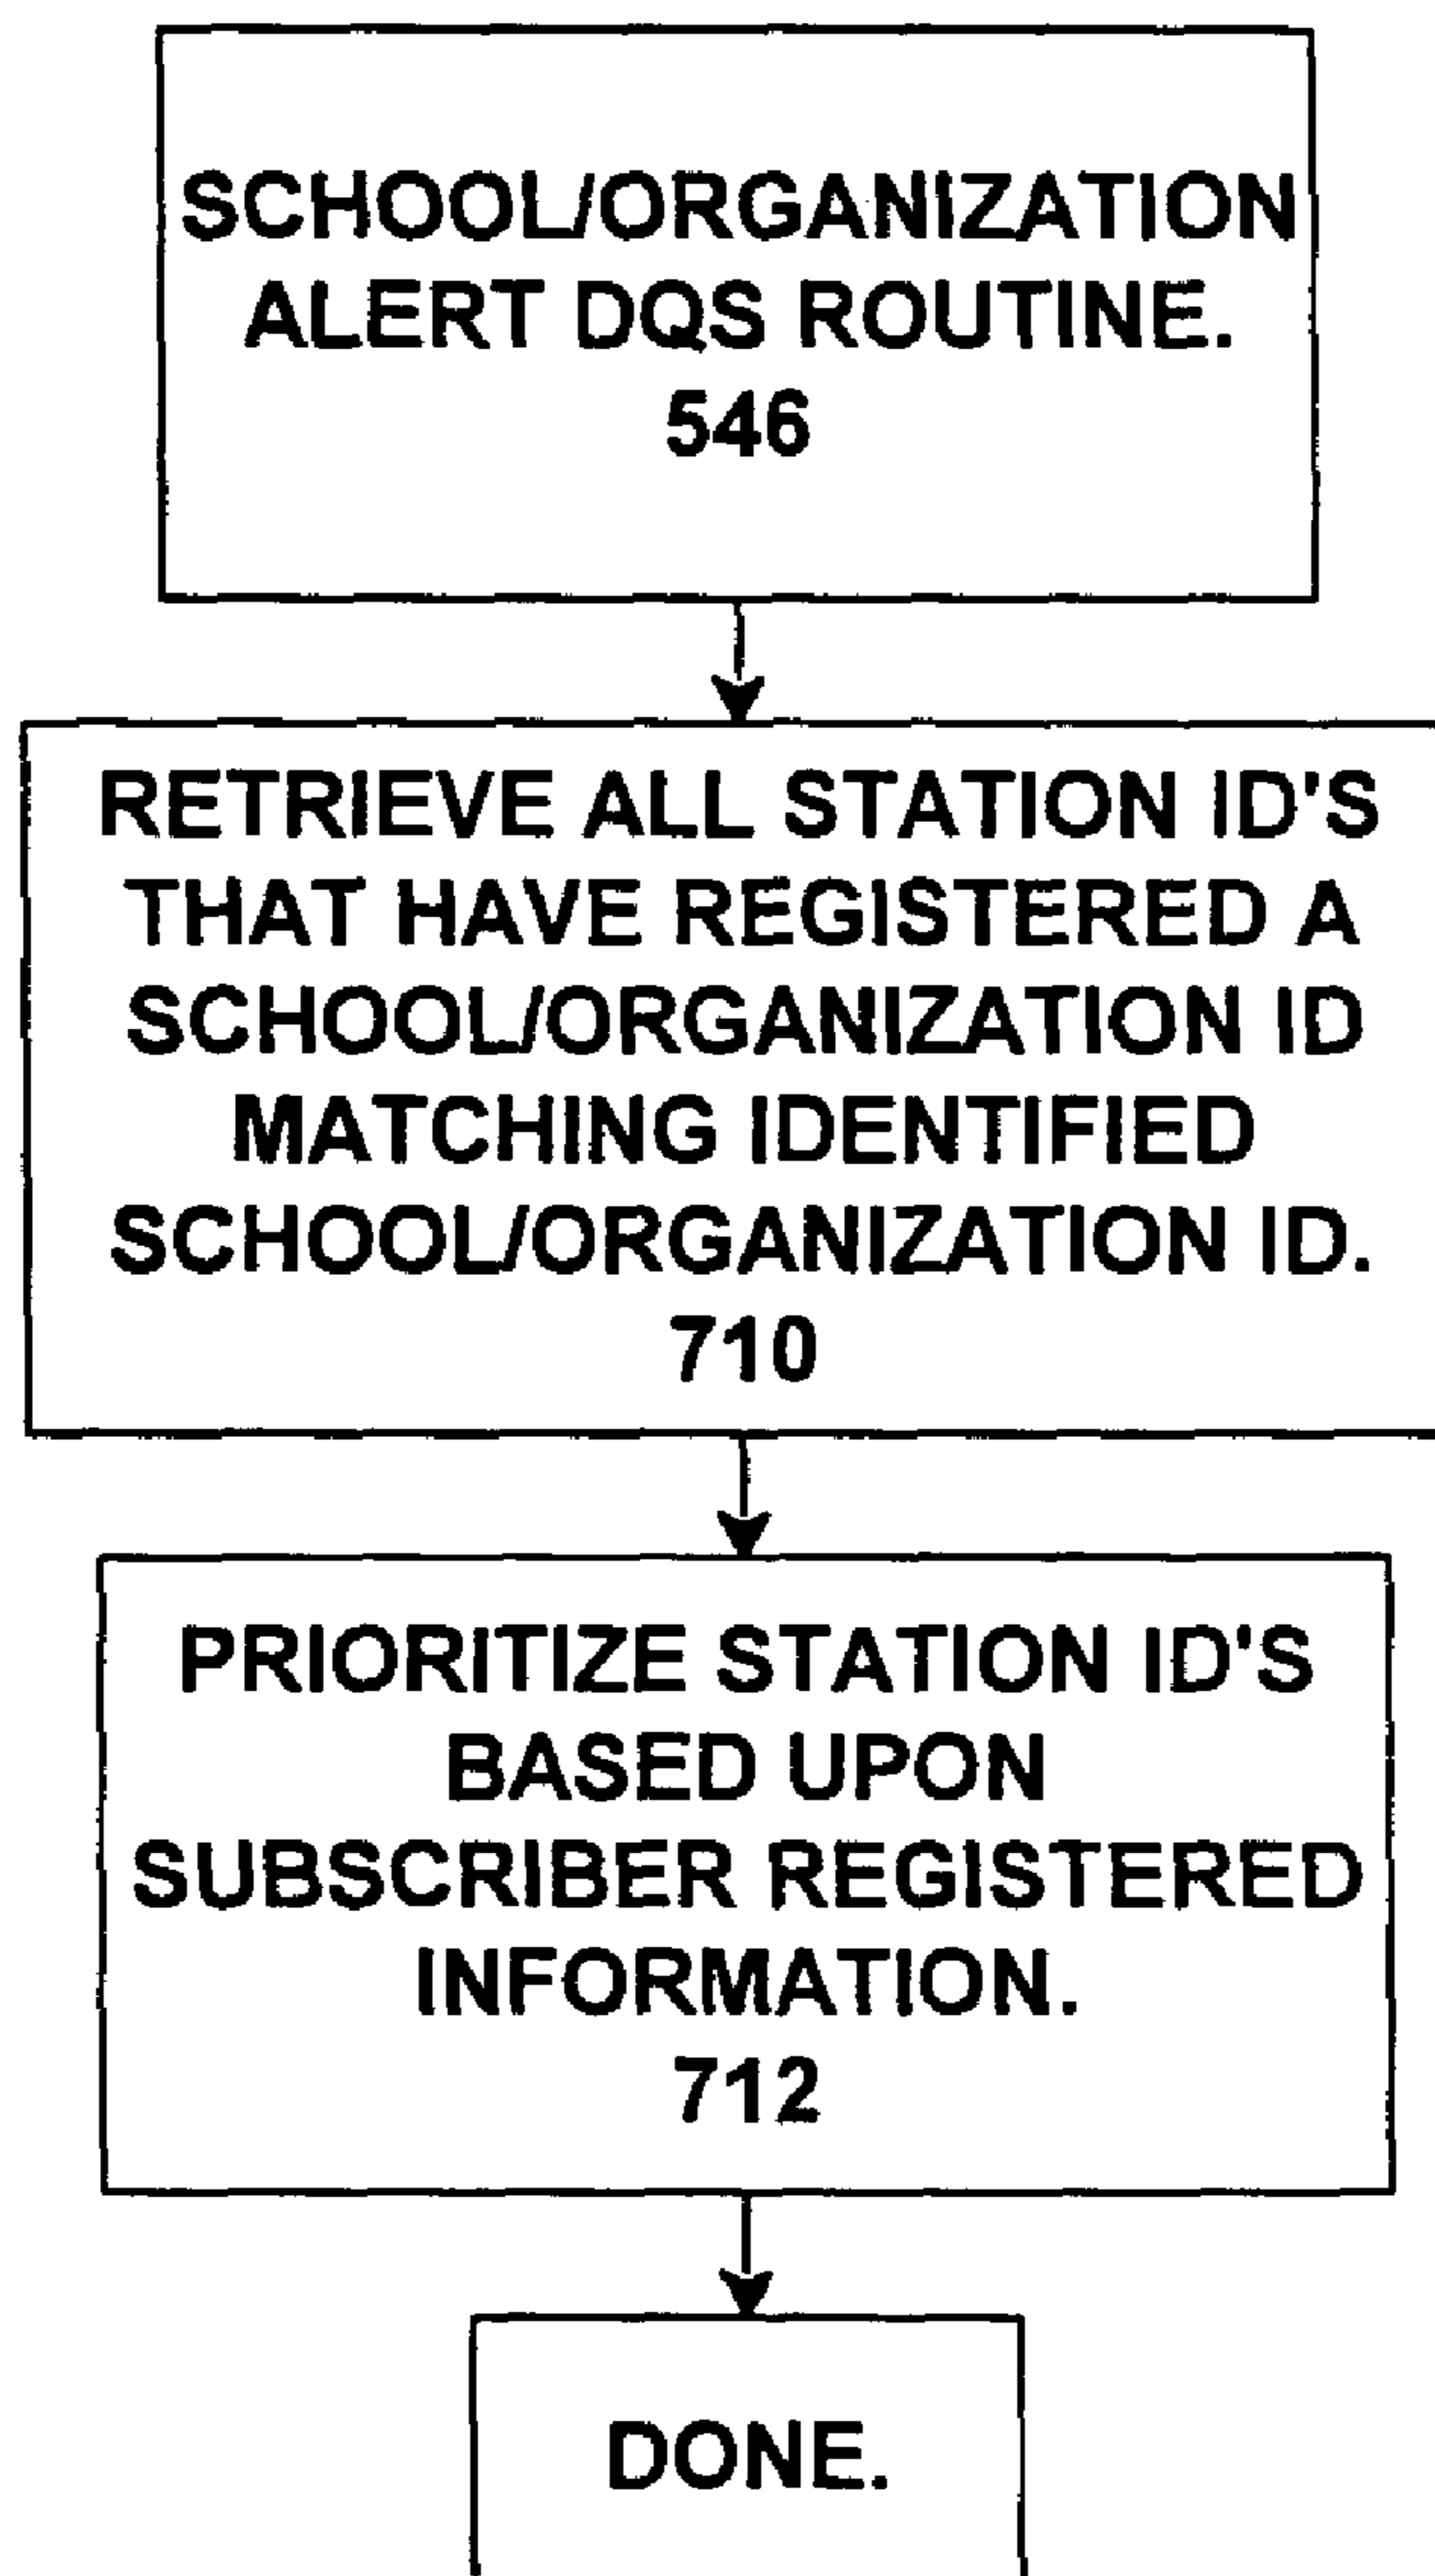 SCHOOL/ORGANIZATION
ALERT DQS ROUTINE.
546
RETRIEVE ALL STATION ID'S
THAT HAVE REGISTERED A
SCHOOL/ORGANIZATION ID
MATCHING IDENTIFIED
SCHOOL/ORGANIZATION ID.
710
PRIORITIZE STATION ID'S
BASED UPON
SUBSCRIBER REGISTERED
INFORMATION.
712
DONE.